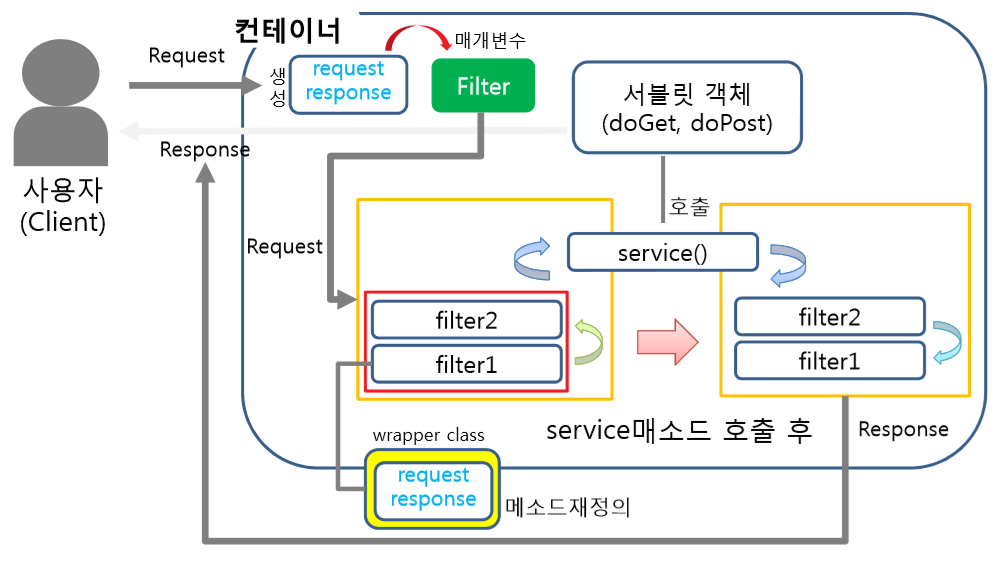 컨테이너
Request
생성
request
response
매개변수
Filter
서블릿 객체
(doGet, doPost)
Response
사용자
(Client)
호출
Request
service()
filter2
filter1
filter2
filter1
service매소드 호출 후
Response
wrapper class
request
response
메소드재정의